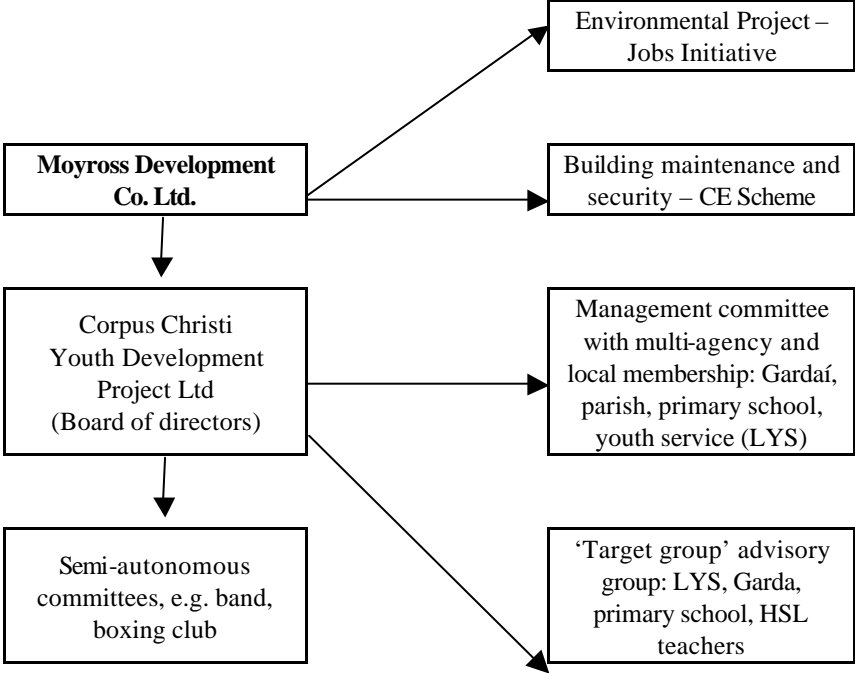 Environmental Project –
Jobs Initiative
Moyross Development
Co. Ltd.
Building maintenance and
security – CE Scheme
Corpus Christi
Youth Development
Project Ltd
(Board of directors)
Management committee
with multi-agency and
local membership: Gardaí,
parish, primary school,
youth service (LYS)
Semi-autonomous
committees, e.g. band,
boxing club
‘Target group’ advisory
group: LYS, Garda,
primary school, HSL
teachers